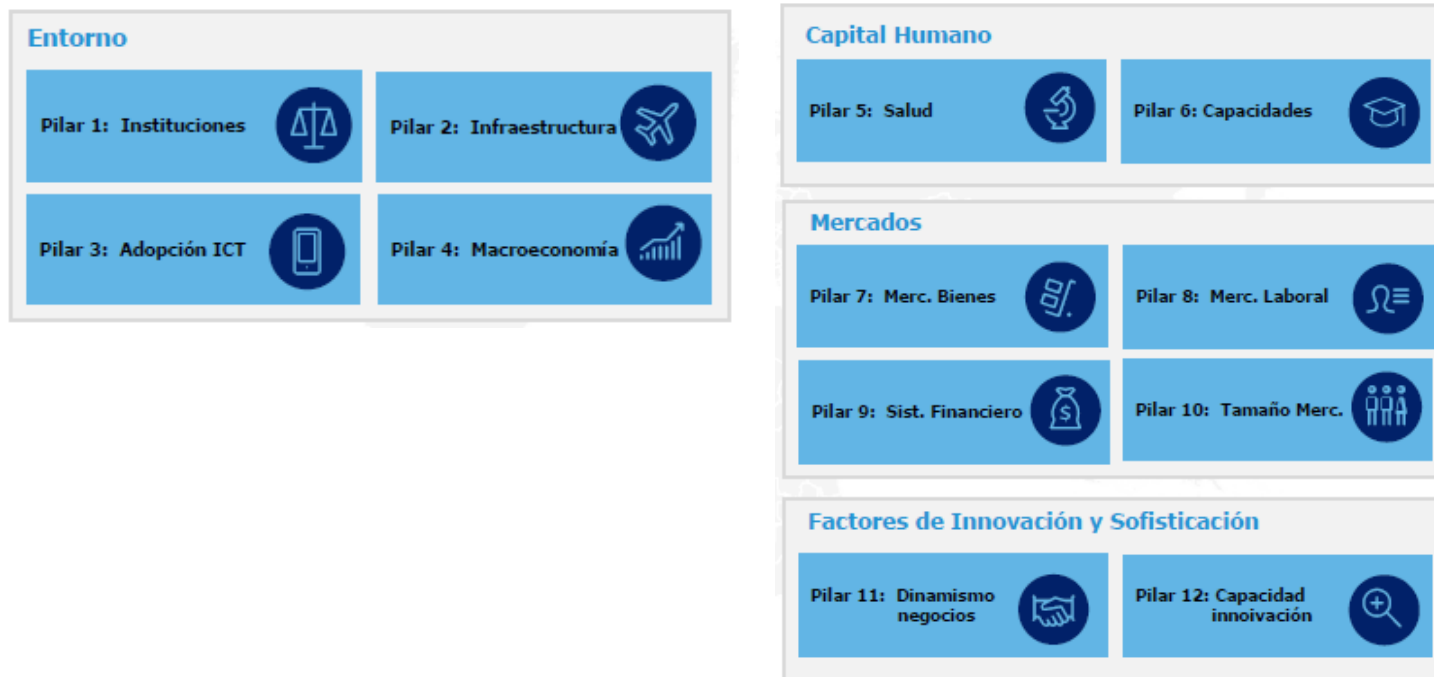 Entorno
Pilar 1: Instituciones
Pilar 2: Infraestructura
Pilar 3: Adopción ICT
Pilar 4: Macroeconomía
Capital Humano
Pilar 5: Salud
Pilar 6: Capacidades
Mercados
Pilar 7: Merc. Bienes
Pilar 8: Merc. Laboral
Pilar 9: Sist. Financiero
$
Pilar 10: Tamaño Merc.
Factores de Innovación y Sofisticación
Pilar 11: Dinamismo
negocios
Pilar 12: Capacidad
innoivación